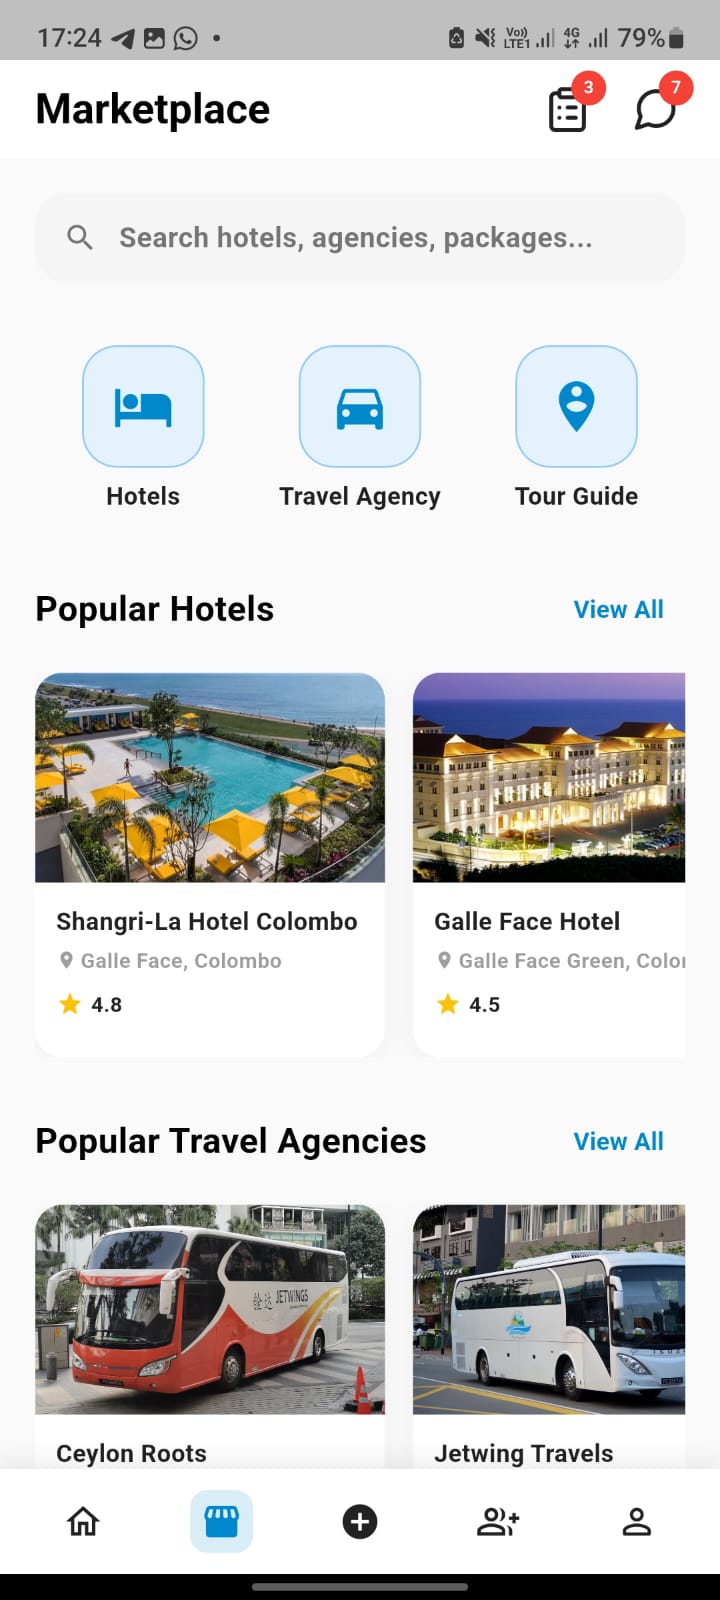 17:24
Vo)) LTE1 4G 79%
Marketplace
3
7
Search hotels, agencies, packages...
Hotels
Travel Agency
Tour Guide
Popular Hotels
View All
Shangri-La Hotel Colombo
Galle Face Hotel
Galle Face, Colombo
Galle Face Green, Color
4.8
4.5
Popular Travel Agencies
View All
JETWINGS
Ceylon Roots
Jetwing Travels